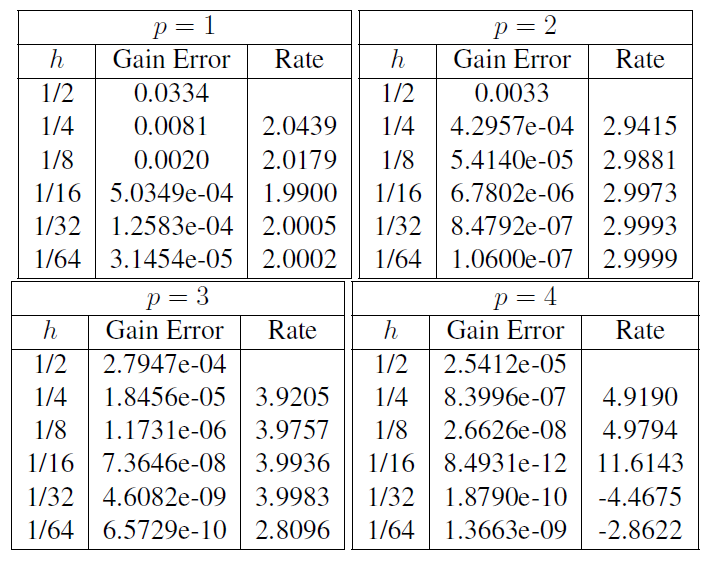 p = 1
h Gain Error Rate
1/2 0.0334
1/4 0.0081 2.0439
1/8 0.0020 2.0179
1/16 5.0349e-04 1.9900
1/32 1.2583e-04 2.0005
1/64 3.1454e-05 2.0002
p = 2
h Gain Error Rate
1/2 0.0033
1/4 4.2957e-04 2.9415
1/8 5.4140e-05 2.9881
1/16 6.7802e-06 2.9973
1/32 8.4792e-07 2.9993
1/64 1.0600e-07 2.9999
p = 3
h Gain Error Rate
1/2 2.7947e-04
1/4 1.8456e-05 3.9205
1/8 1.1731e-06 3.9757
1/16 7.3646e-08 3.9936
1/32 4.6082e-09 3.9983
1/64 6.5729e-10 2.8096
p = 4
h Gain Error Rate
1/2 2.5412e-05
1/4 8.3996e-07 4.9190
1/8 2.6626e-08 4.9794
1/16 8.4931e-12 11.6143
1/32 1.8790e-10 -4.4675
1/64 1.3663e-09 -2.8622